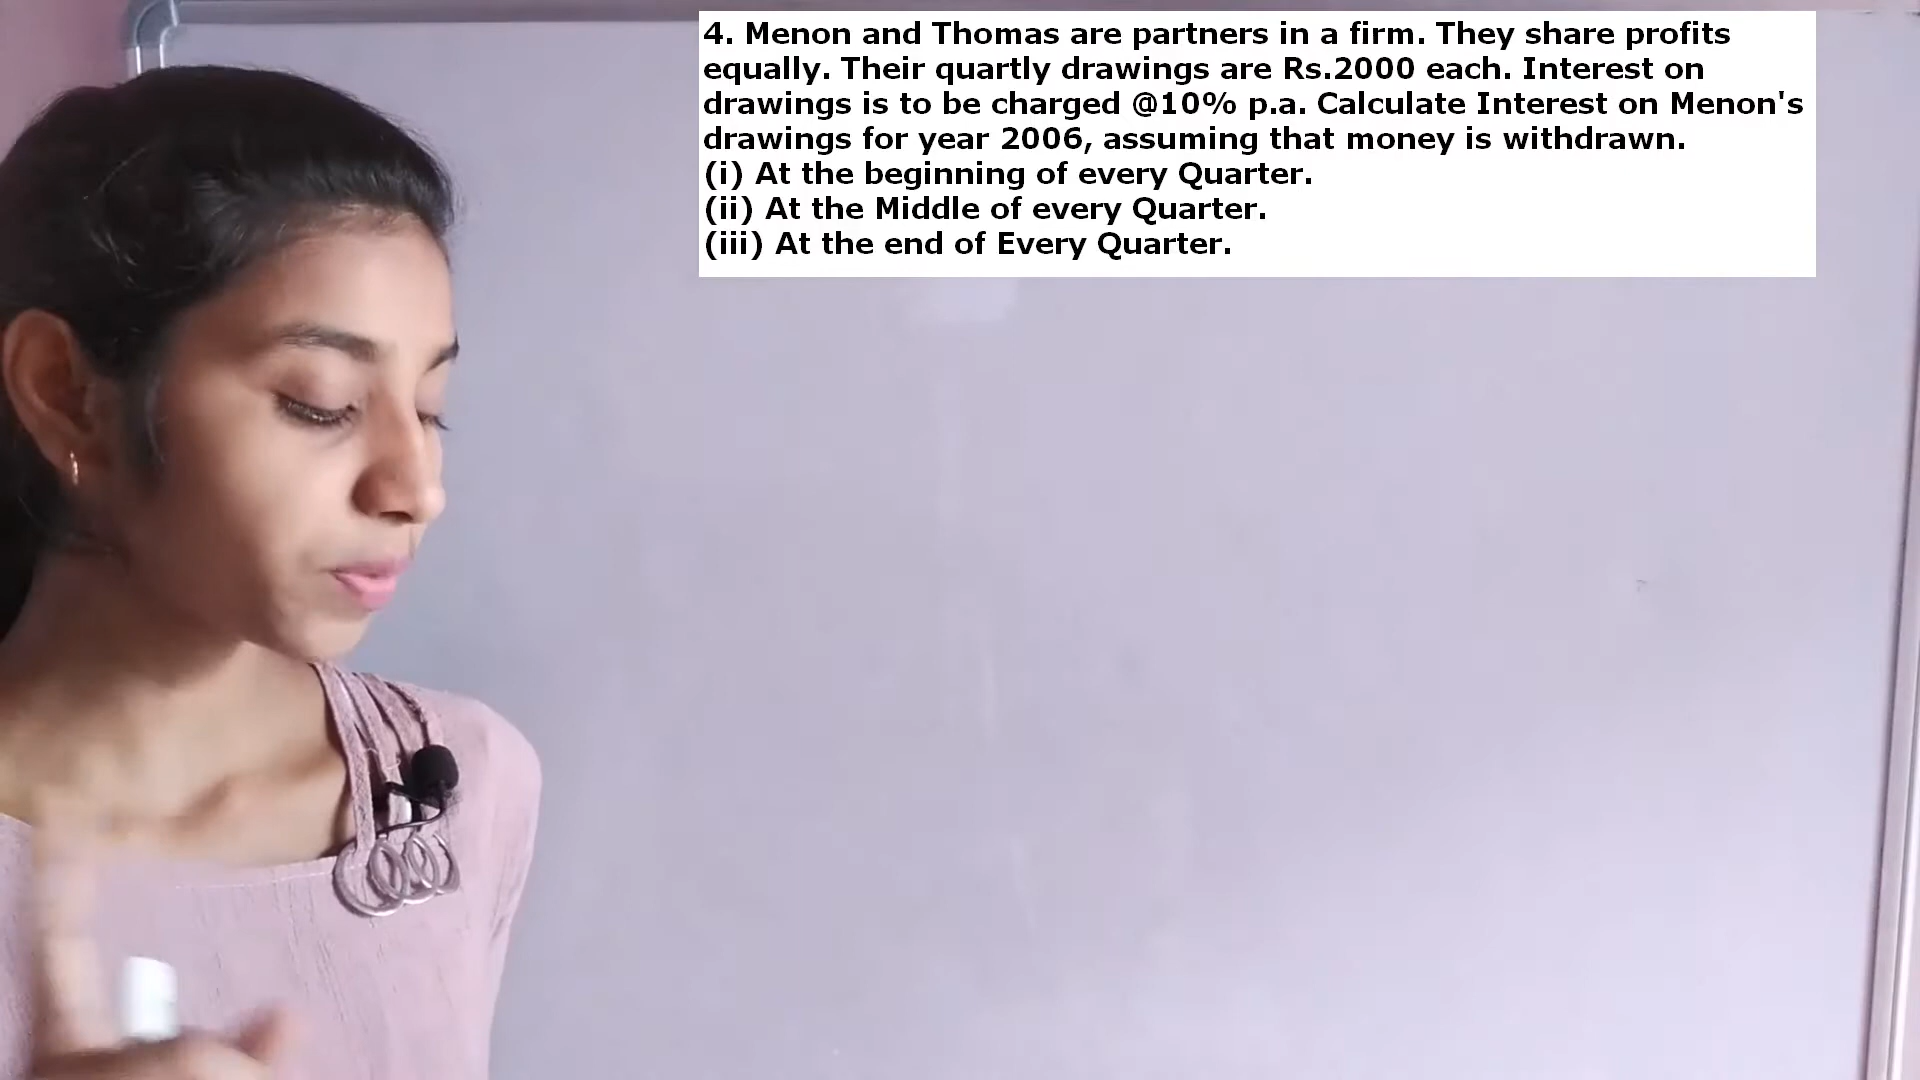 4. Menon and Thomas are partners in a firm. They share profits
equally. Their quartly drawings are Rs.2000 each. Interest on
drawings is to be charged @10% p.a. Calculate Interest on Menon's
drawings for year 2006, assuming that money is withdrawn.
(i) At the beginning of every Quarter.
(ii) At the Middle of every Quarter.
(iii) At the end of Every Quarter.